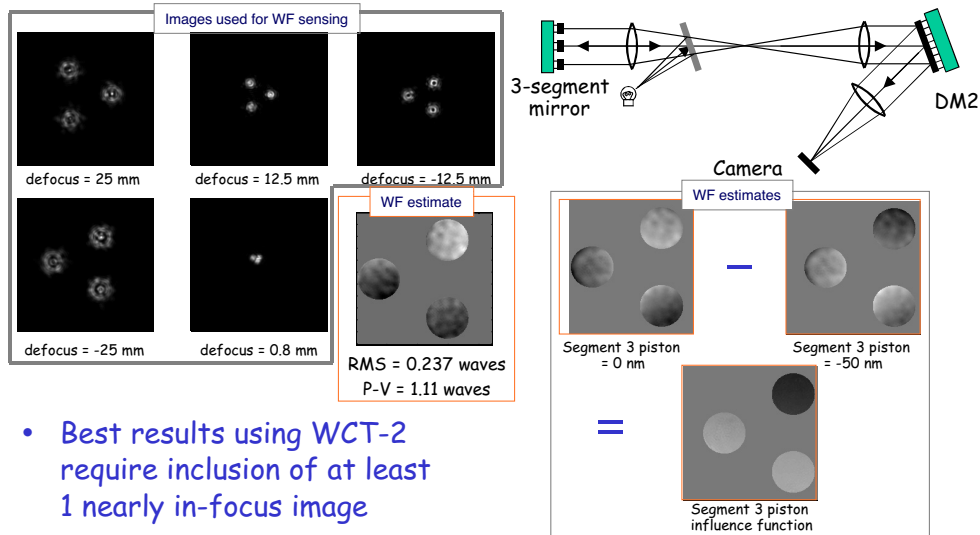 Images used for WF sensing
defocus = 25 mm
defocus = 12.5 mm
defocus = -12.5 mm
defocus = -25 mm
defocus = 0.8 mm
WF estimate
RMS = 0.237 waves
P-V = 1.11 waves
3-segment
mirror
DM2
Camera
WF estimates
Segment 3 piston
= 0 nm
–
Segment 3 piston
= -50 nm
=
Segment 3 piston
influence function
• Best results using WCT-2
require inclusion of at least
1 nearly in-focus image